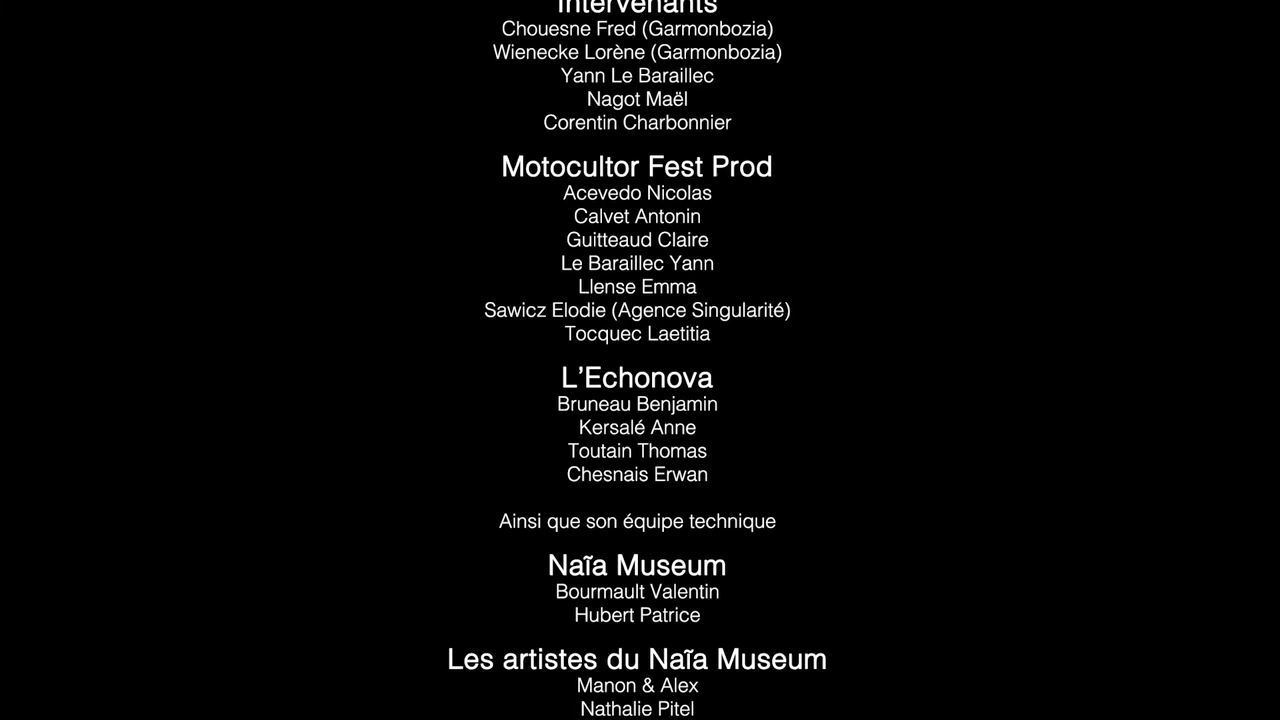 Intervenants
Chouesne Fred (Garmonbozia)
Wienecke Lorène (Garmonbozia)
Yann Le Baraillec
Nagot Maël
Corentin Charbonnier
Motocultor Fest Prod
Acevedo Nicolas
Calvet Antonin
Guitteaud Claire
Le Baraillec Yann
Llense Emma
Sawicz Elodie (Agence Singularité)
Tocquec Laetitia
L’Echonova
Bruneau Benjamin
Kersalé Anne
Toutain Thomas
Chesnais Erwan
Ainsi que son équipe technique
Naĩa Museum
Bourmault Valentin
Hubert Patrice
Les artistes du Naĩa Museum
Manon & Alex
Nathalie Pitel